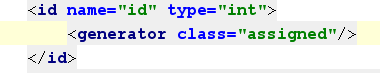 <id name="id" type="int">
<generator class="assigned"/>
</id>